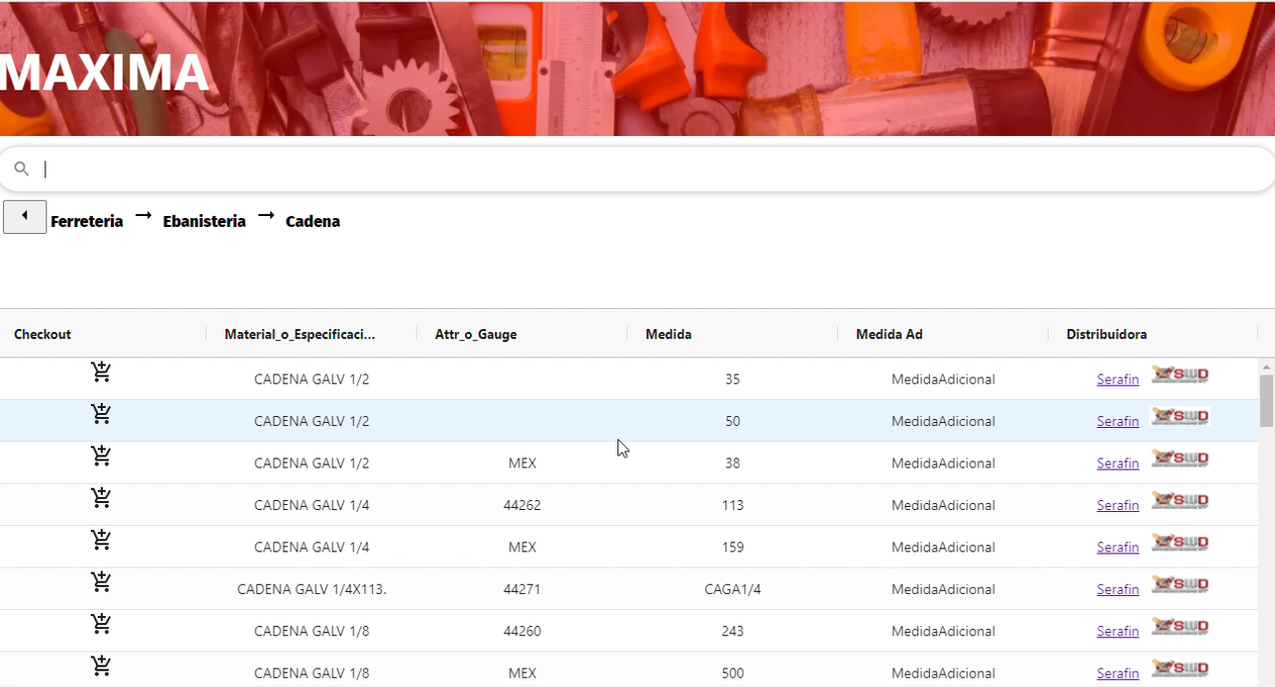 MAXIMA
Ferreteria → Ebanisteria → Cadena
Checkout Material_o_Especificaci... Attr_o_Gauge Medida Medida Ad Distribuidora
CADENA GALV 1/2 35 MedidaAdicional Serafin SWD
CADENA GALV 1/2 50 MedidaAdicional Serafin SWD
CADENA GALV 1/2 MEX 38 MedidaAdicional Serafin SWD
CADENA GALV 1/4 44262 113 MedidaAdicional Serafin SWD
CADENA GALV 1/4 MEX 159 MedidaAdicional Serafin SWD
CADENA GALV 1/4X113. 44271 CAGA1/4 MedidaAdicional Serafin SWD
CADENA GALV 1/8 44260 243 MedidaAdicional Serafin SWD
CADENA GALV 1/8 MEX 500 MedidaAdicional Serafin SWD